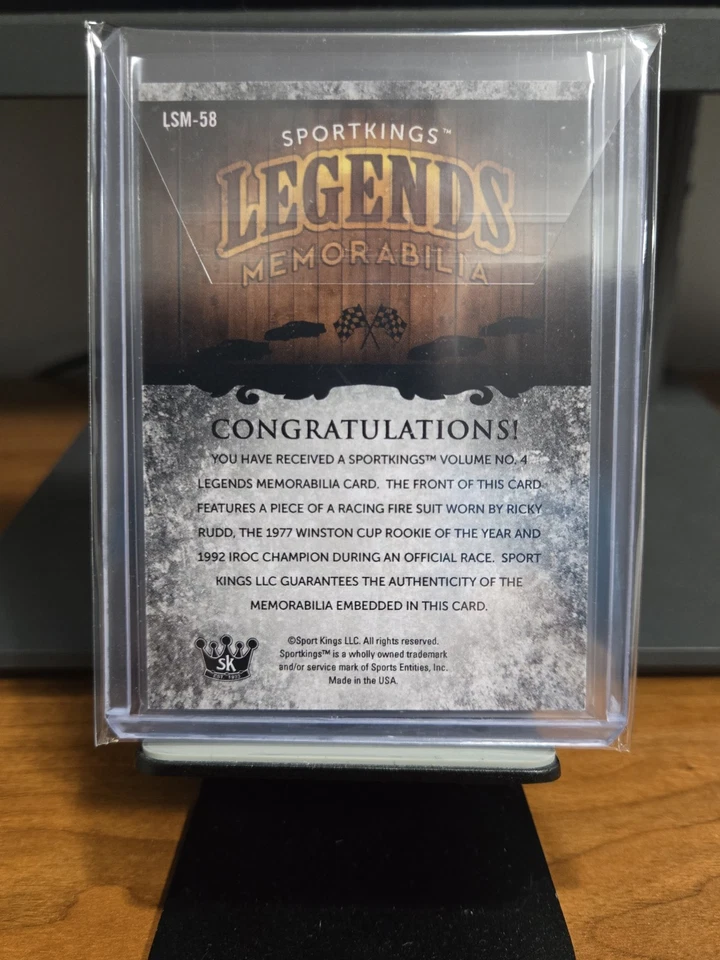 LSM-58
SPORTKINGS™
LEGENDS
MEMORABILIA
CONGRATULATIONS!
YOU HAVE RECEIVED A SPORTKINGS™ VOLUME NO. 4
LEGENDS MEMORABILIA CARD. THE FRONT OF THIS CARD
FEATURES A PIECE OF A RACING FIRE SUIT WORN BY RICKY
RUDD, THE 1977 WINSTON CUP ROOKIE OF THE YEAR AND
1992 IROC CHAMPION DURING AN OFFICIAL RACE. SPORT
KINGS LLC GUARANTEES THE AUTHENTICITY OF THE
MEMORABILIA EMBEDDED IN THIS CARD.
©Sport Kings LLC. All rights reserved.
Sportkings™ is a wholly owned trademark
and/or service mark of Sports Entities, Inc.
Made in the USA.
SK